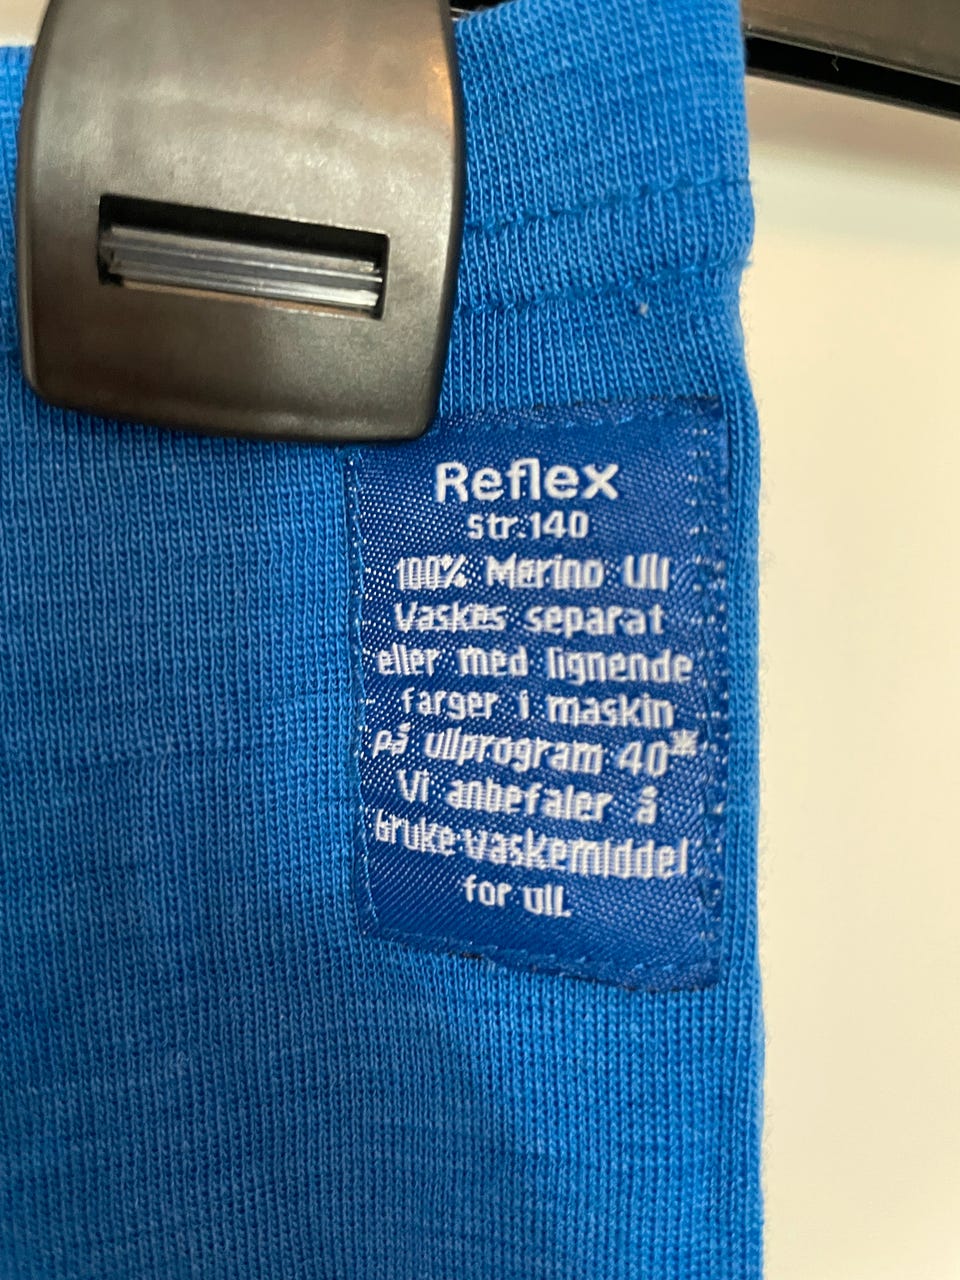 Reflex
str.140
100% Merino Ull
Vaskes separat
eller med lignende
farger i maskin
på ullprogram 40*
Vi anbefaler å
bruke vaskemiddel
for ull.